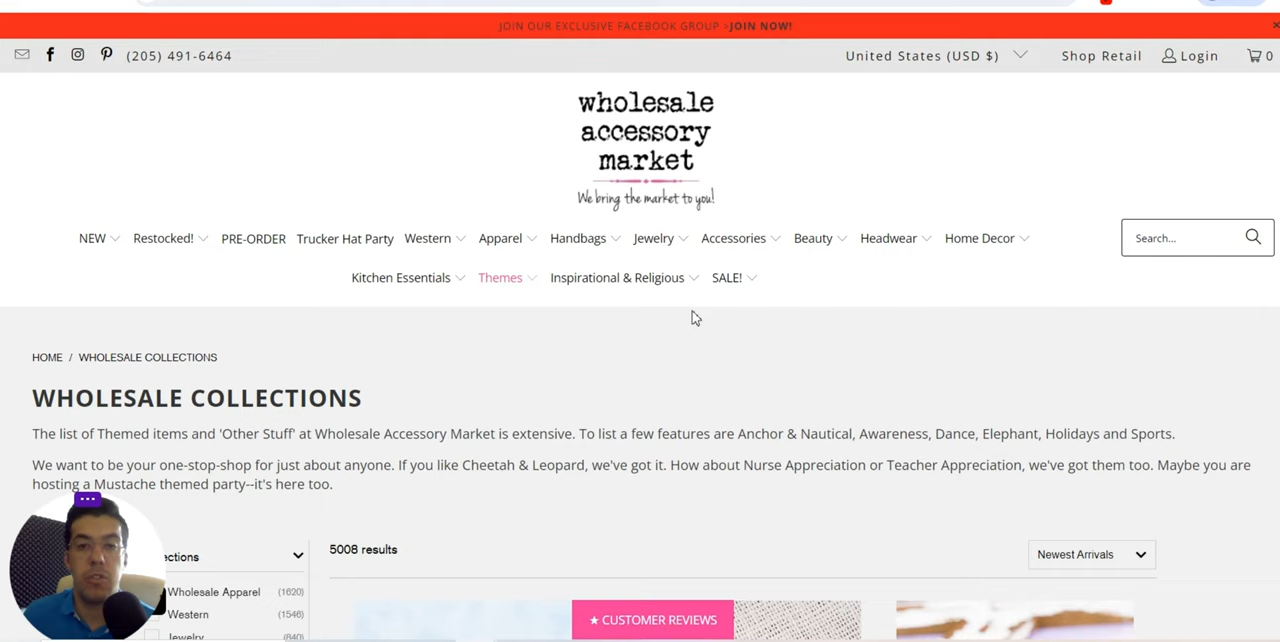 JOIN OUR EXCLUSIVE FACEBOOK GROUP >JOIN NOW!
(205) 491-6464
United States (USD $)
Shop Retail
Login
0
wholesale
accessory
market
We bring the market to you!
NEW Restocked! PRE-ORDER Trucker Hat Party Western Apparel Handbags Jewelry Accessories Beauty Headwear Home Decor
Search...
Kitchen Essentials Themes Inspirational & Religious SALE!
HOME / WHOLESALE COLLECTIONS
WHOLESALE COLLECTIONS
The list of Themed items and 'Other Stuff' at Wholesale Accessory Market is extensive. To list a few features are Anchor & Nautical, Awareness, Dance, Elephant, Holidays and Sports.
We want to be your one-stop-shop for just about anyone. If you like Cheetah & Leopard, we've got it. How about Nurse Appreciation or Teacher Appreciation, we've got them too. Maybe you are
hosting a Mustache themed party--it's here too.
ections
5008 results
Newest Arrivals
Wholesale Apparel (1620)
Western (1546)
Jewelry (840)
★ CUSTOMER REVIEWS